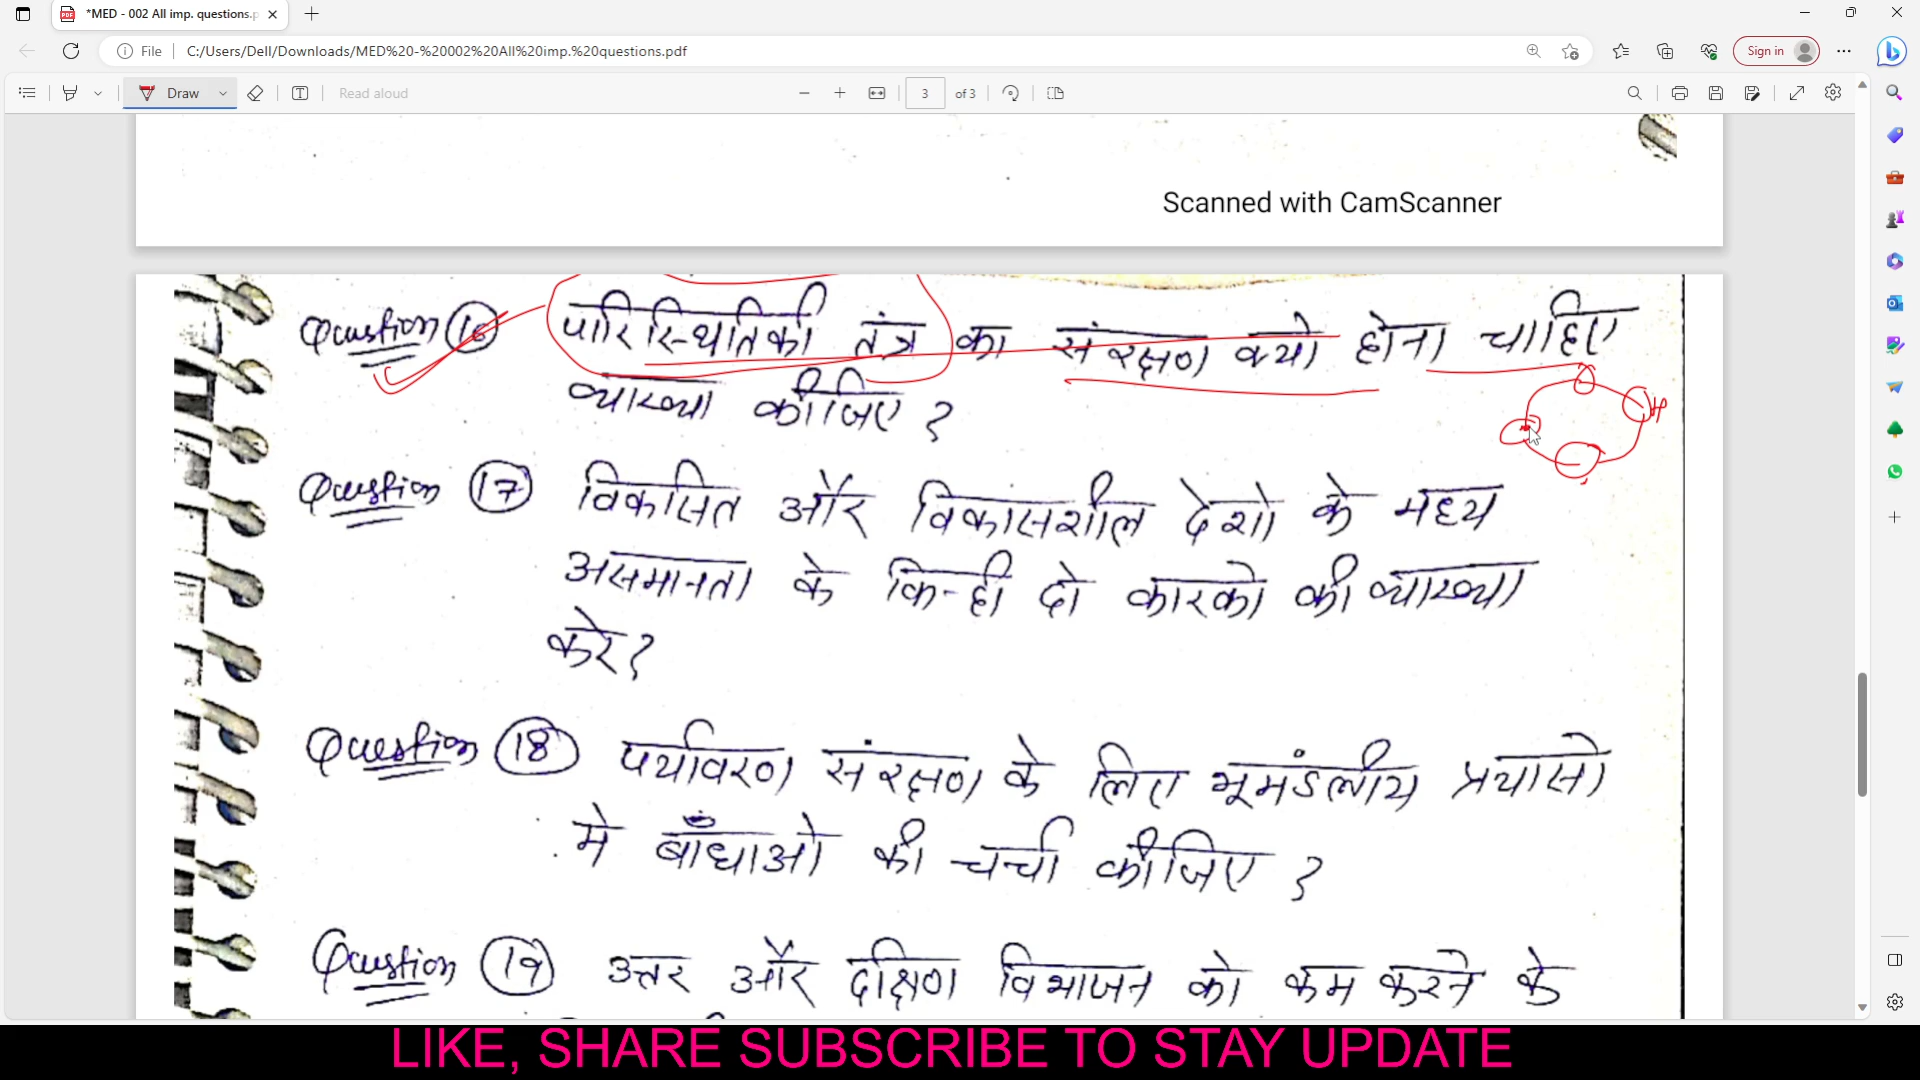 *MED - 002 All imp. questions.p
File
C:/Users/Dell/Downloads/MED%20-%20002%20All%20imp.%20questions.pdf
Sign in
Draw
Read aloud
3
of 3
Scanned with CamScanner
Question 16 पारिस्थितिकी तंत्र का संरक्षण क्यो होना चाहिए
व्याख्या कीजिए ?
Question 17 विकसित और विकासशील देशो के मध्य
असमानता के किन्ही दो कारको की व्याख्या
करे ?
Question 18 पर्यावरण संरक्षण के लिए भूमंडलीय प्रयासो
मे बाँधाओ की चर्चा कीजिए ?
Question 19 उत्तर और दक्षिण विभाजन को कम करने के
LIKE, SHARE SUBSCRIBE TO STAY UPDATE